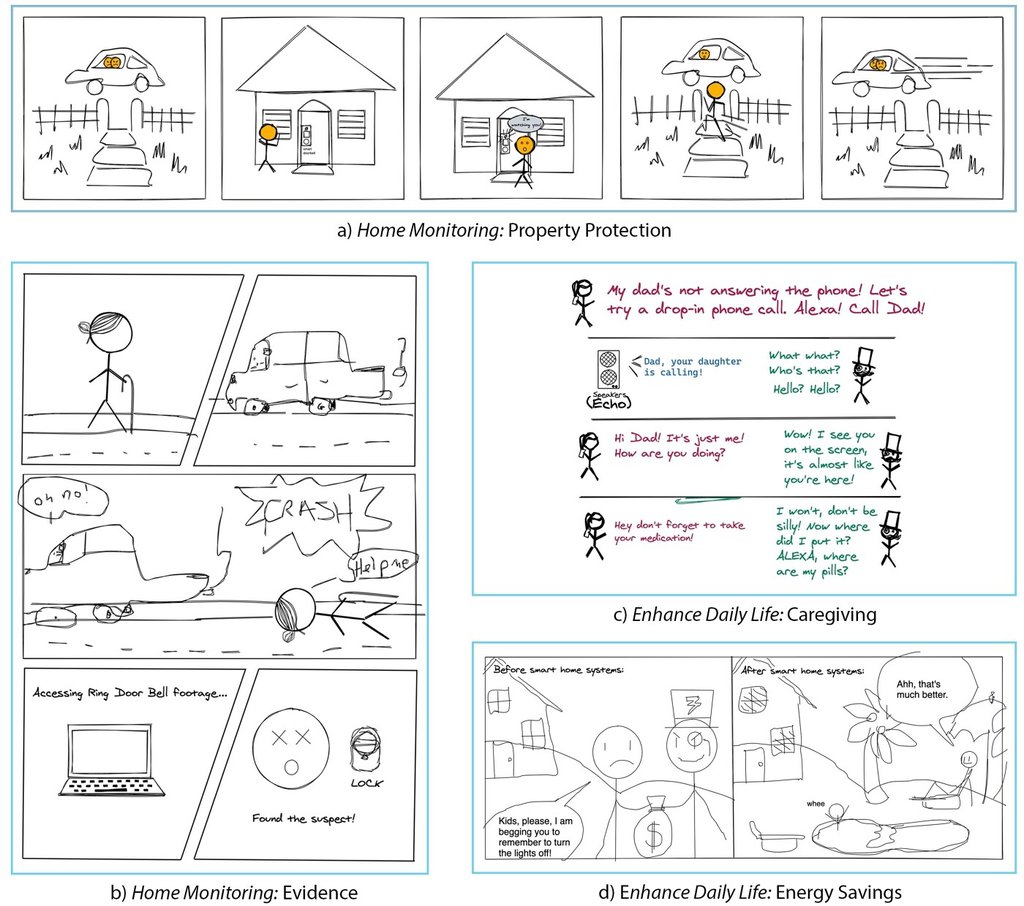 smart
doorbell
I'm
watching you!
a) Home Monitoring: Property Protection
oh no!
CRASH
Help me
Accessing Ring Door Bell footage...
LOCK
Found the suspect!
b) Home Monitoring: Evidence
My dad's not answering the phone! Let's
try a drop-in phone call. Alexa! Call Dad!
Dad, your daughter
is calling!
Speakers
(Echo)
What what?
Who's that?
Hello? Hello?
Hi Dad! It's just me!
How are you doing?
Wow! I see you
on the screen,
it's almost like
you're here!
Hey don't forget to take
your medication!
I won't, don't be
silly! Now where
did I put it?
ALEXA, where
are my pills?
c) Enhance Daily Life: Caregiving
Before smart home systems:
Kids, please, I am
begging you to
remember to turn
the lights off!
$
After smart home systems:
Ahh, that's
much better.
whee
d) Enhance Daily Life: Energy Savings